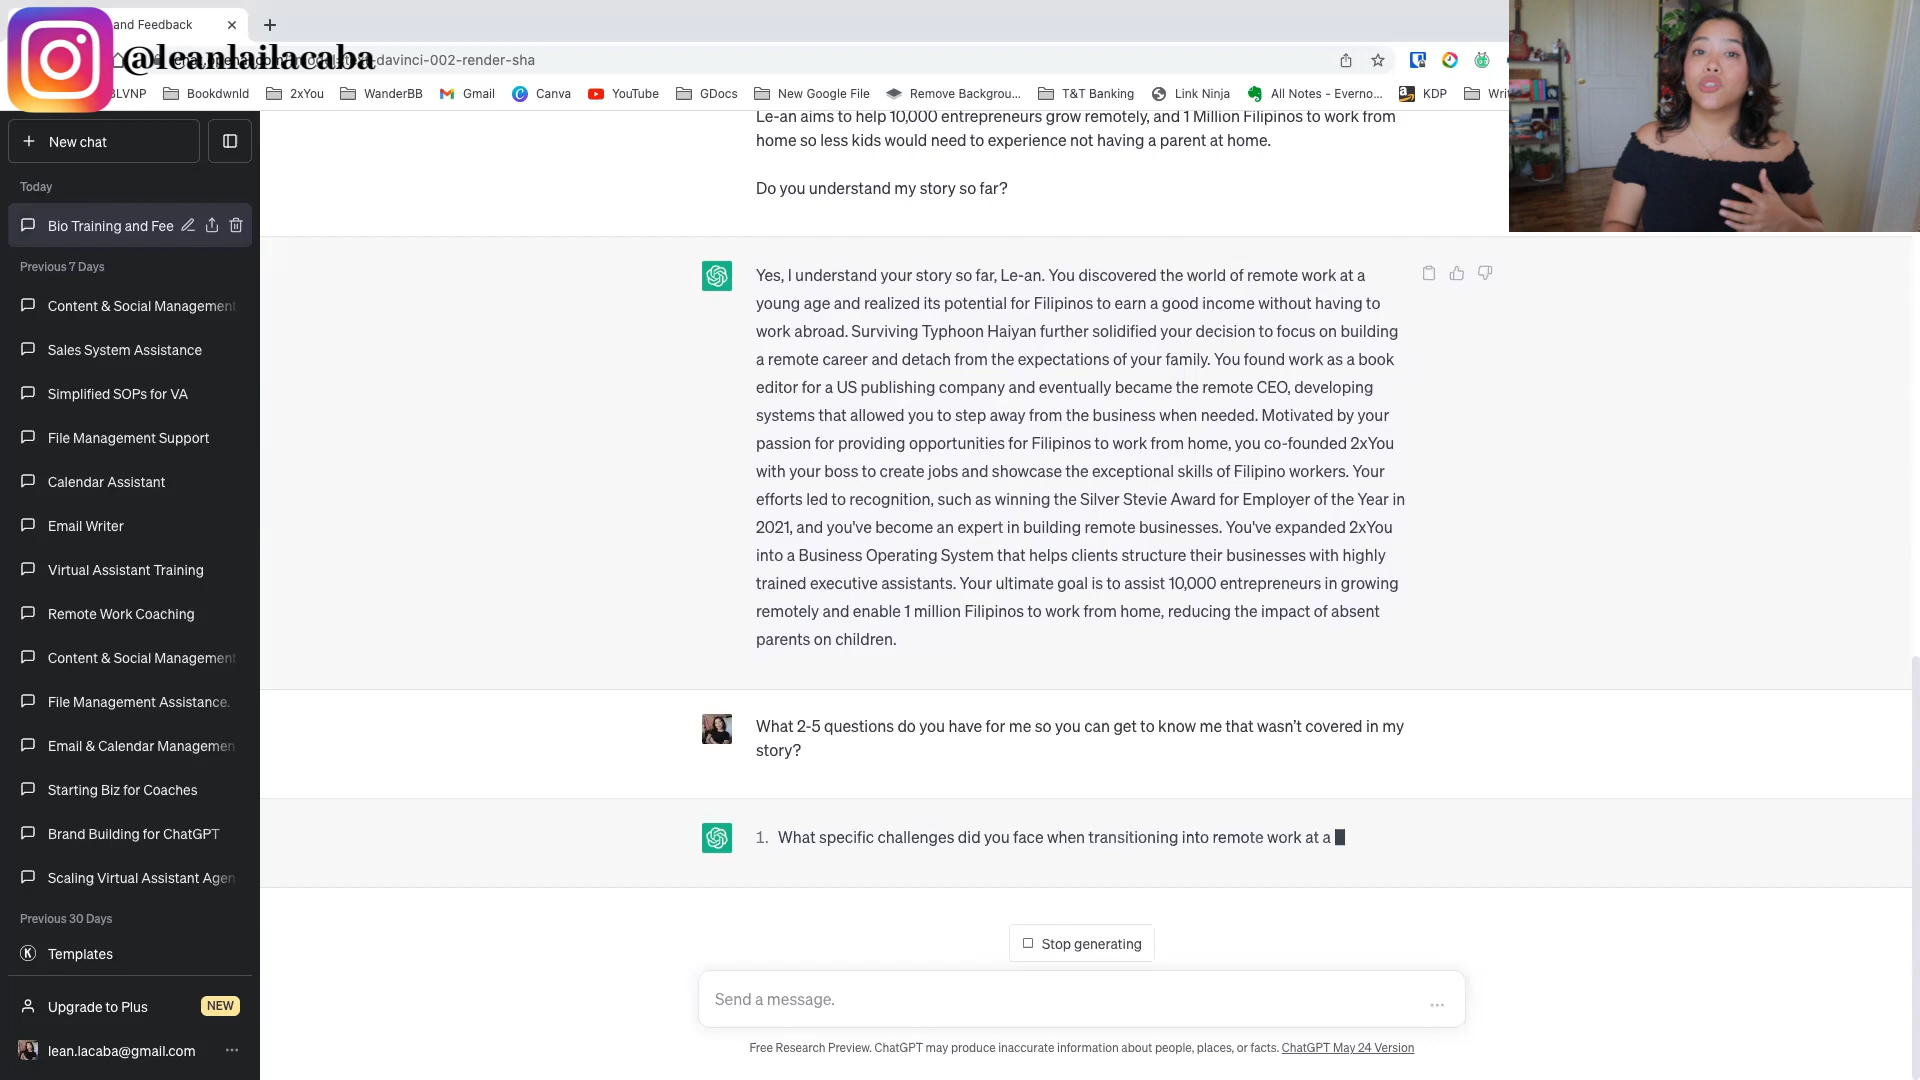 and Feedback
@leanlailacaba
davinci-002-render-sha
BLVNP
Bookdwnld
2xYou
WanderBB
Gmail
Canva
YouTube
GDocs
New Google File
Remove Backgrou...
T&T Banking
Link Ninja
All Notes - Everno...
KDP
New chat
Today
Bio Training and Fee
Previous 7 Days
Content & Social Management
Sales System Assistance
Simplified SOPs for VA
File Management Support
Calendar Assistant
Email Writer
Virtual Assistant Training
Remote Work Coaching
Content & Social Management
File Management Assistance.
Email & Calendar Managemen
Starting Biz for Coaches
Brand Building for ChatGPT
Scaling Virtual Assistant Agen
Previous 30 Days
Templates
Upgrade to Plus
NEW
lean.lacaba@gmail.com
Le-an aims to help 10,000 entrepreneurs grow remotely, and 1 Million Filipinos to work from
home so less kids would need to experience not having a parent at home.
Do you understand my story so far?
Yes, I understand your story so far, Le-an. You discovered the world of remote work at a
young age and realized its potential for Filipinos to earn a good income without having to
work abroad. Surviving Typhoon Haiyan further solidified your decision to focus on building
a remote career and detach from the expectations of your family. You found work as a book
editor for a US publishing company and eventually became the remote CEO, developing
systems that allowed you to step away from the business when needed. Motivated by your
passion for providing opportunities for Filipinos to work from home, you co-founded 2xYou
with your boss to create jobs and showcase the exceptional skills of Filipino workers. Your
efforts led to recognition, such as winning the Silver Stevie Award for Employer of the Year in
2021, and you've become an expert in building remote businesses. You've expanded 2xYou
into a Business Operating System that helps clients structure their businesses with highly
trained executive assistants. Your ultimate goal is to assist 10,000 entrepreneurs in growing
remotely and enable 1 million Filipinos to work from home, reducing the impact of absent
parents on children.
What 2-5 questions do you have for me so you can get to know me that wasn't covered in my
story?
1. What specific challenges did you face when transitioning into remote work at a
Stop generating
Send a message.
Free Research Preview. ChatGPT may produce inaccurate information about people, places, or facts. ChatGPT May 24 Version